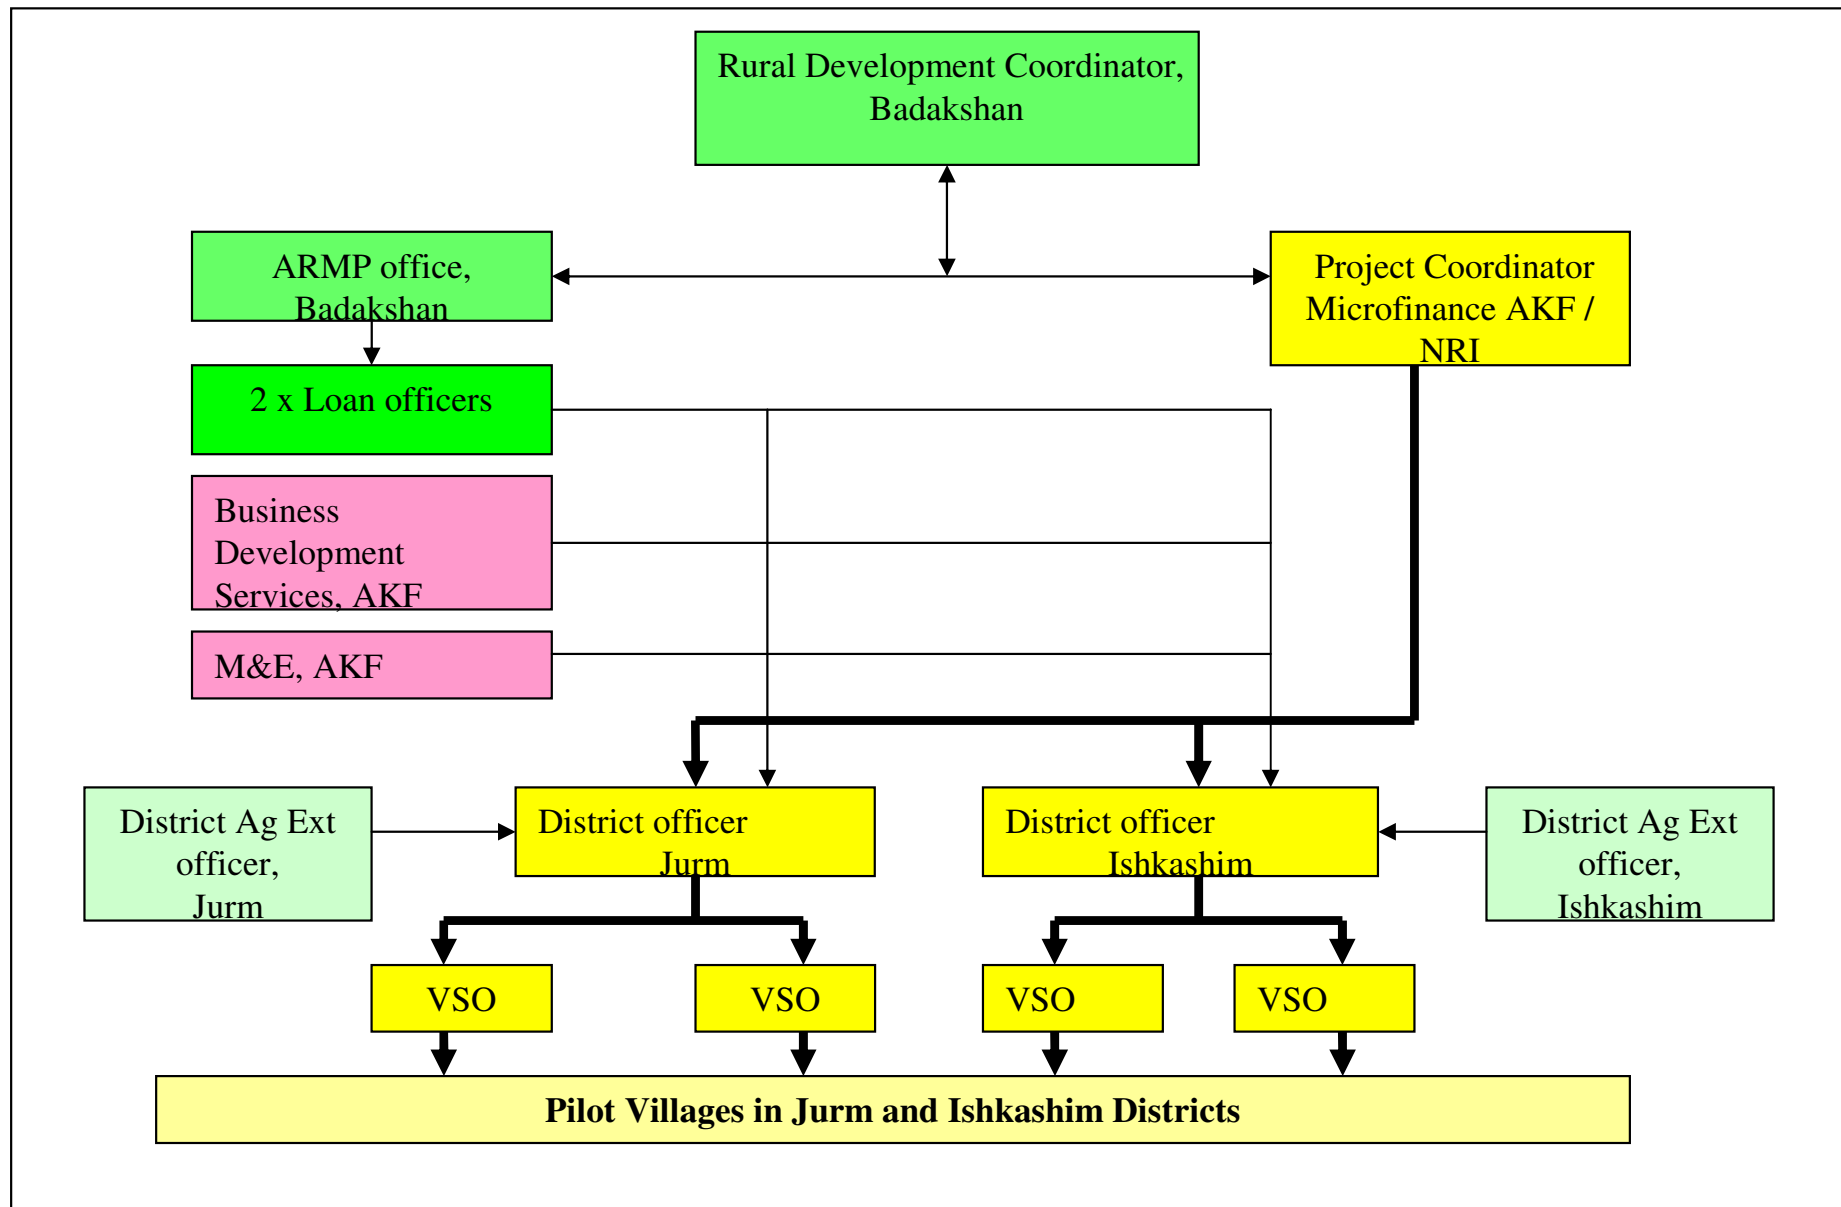 Rural Development Coordinator,
Badakshan
ARMP office,
Badakshan
Project Coordinator
Microfinance AKF /
NRI
2 x Loan officers
Business
Development
Services, AKF
M&E, AKF
District Ag Ext
officer,
Jurm
District officer
Jurm
District officer
Ishkashim
District Ag Ext
officer,
Ishkashim
VSO
VSO
VSO
VSO
Pilot Villages in Jurm and Ishkashim Districts